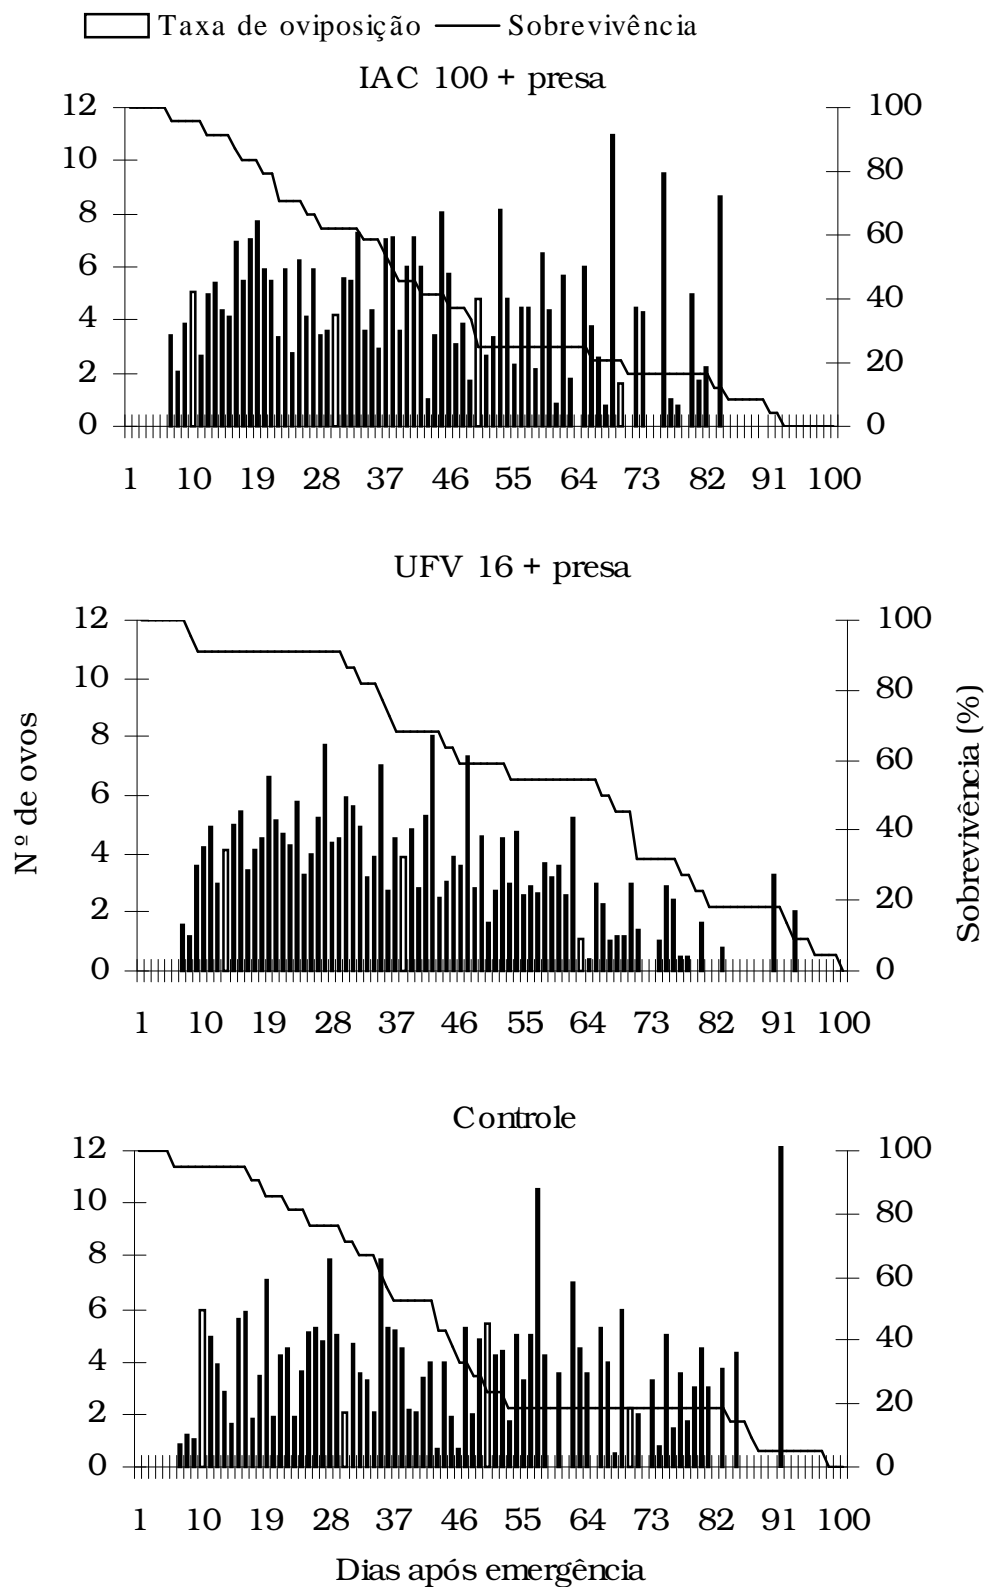 Taxa de oviposição Sobrevivência
IAC 100 + presa
12 100
10 80
8 60
6
4 40
2 20
0 0
1 10 19 28 37 46 55 64 73 82 91 100
UFV 16 + presa
12 100
10 80
8 60
6
4 40
2 20
0 0
1 10 19 28 37 46 55 64 73 82 91 100
Nº de ovos
Sobrevivência (%)
Controle
12 100
10 80
8 60
6
4 40
2 20
0 0
1 10 19 28 37 46 55 64 73 82 91 100
Dias após emergência